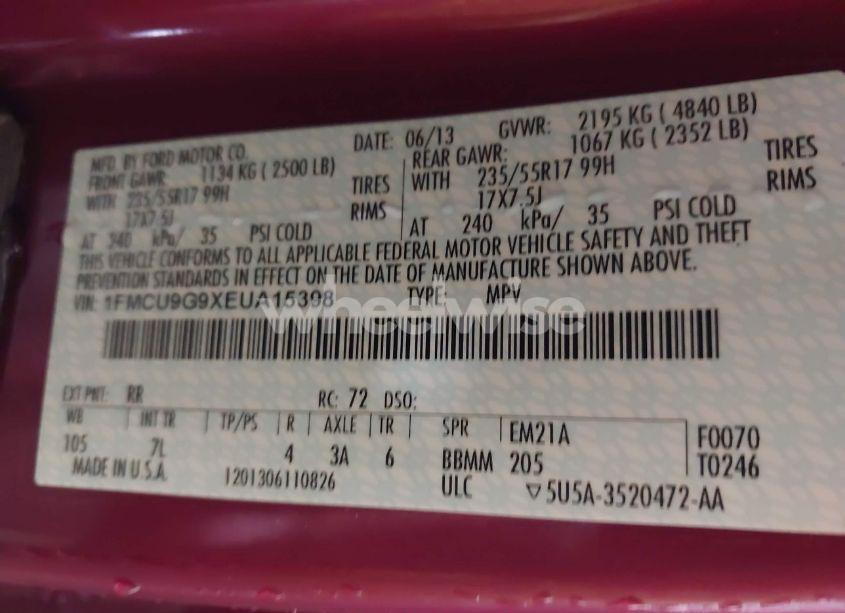 MFD. BY FORD MOTOR CO. DATE: 06/13 GVWR: 2195 KG ( 4840 LB)
FRONT GAWR: 1134 KG ( 2500 LB) REAR GAWR: 1067 KG ( 2352 LB)
WITH 235/55R17 99H TIRES WITH 235/55R17 99H TIRES
17X7.5J RIMS 17X7.5J RIMS
AT 240 kPa/ 35 PSI COLD AT 240 kPa/ 35 PSI COLD
THIS VEHICLE CONFORMS TO ALL APPLICABLE FEDERAL MOTOR VEHICLE SAFETY AND THEFT
PREVENTION STANDARDS IN EFFECT ON THE DATE OF MANUFACTURE SHOWN ABOVE.
VIN: 1FMCU9G9XEUA15398 TYPE: MPV
wheelwise
EXT PNT: RR RC: 72 DSO:
WB INT TR TP/PS R AXLE TR SPR EM21A F0070
105 7L 4 3A 6 BBMM 205 T0246
MADE IN U.S.A. 1201306110826 ULC ▽5U5A-3520472-AA